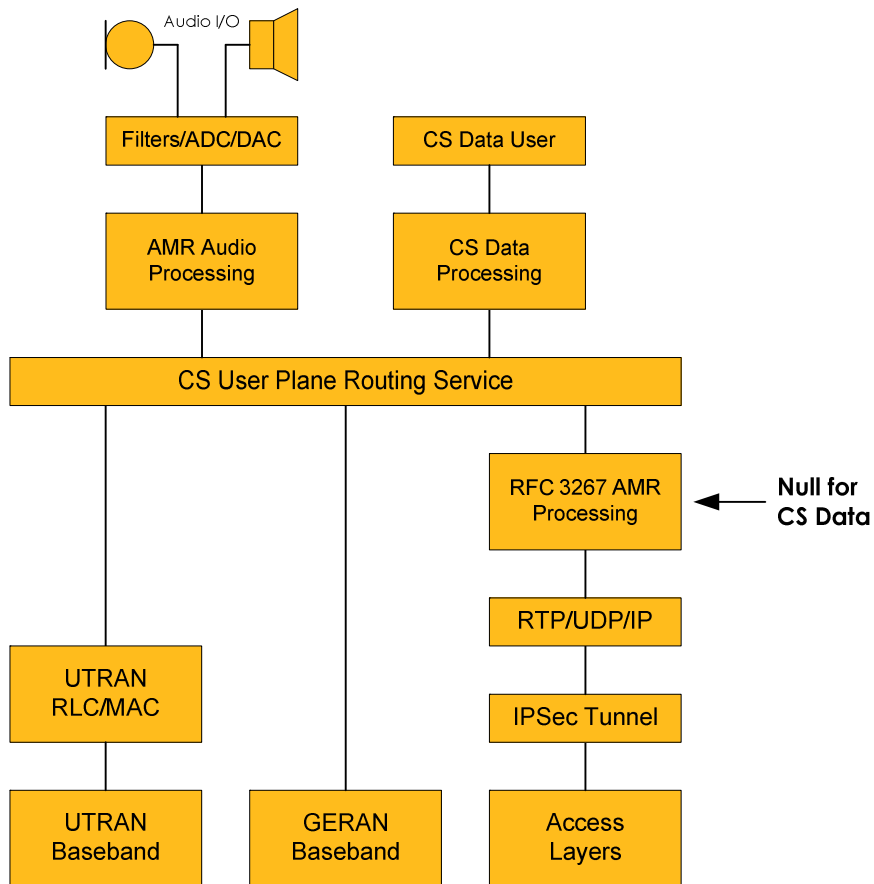 Audio I/O
Filters/ADC/DAC
CS Data User
AMR Audio
Processing
CS Data
Processing
CS User Plane Routing Service
RFC 3267 AMR
Processing
Null for
CS Data
RTP/UDP/IP
UTRAN
RLC/MAC
IPSec Tunnel
UTRAN
Baseband
GERAN
Baseband
Access
Layers